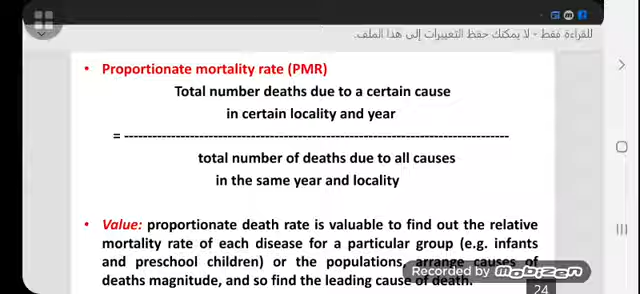 للقراءة فقط - لا يمكنك حفظ التغييرات إلى هذا الملف.
• Proportionate mortality rate (PMR)
Total number deaths due to a certain cause
in certain locality and year
= ----------------------------------------------------------------------
total number of deaths due to all causes
in the same year and locality
• Value: proportionate death rate is valuable to find out the relative
mortality rate of each disease for a particular group (e.g. infants
and preschool children) or the populations, arrange causes of
deaths magnitude, and so find the leading cause of death.
Recorded by mobizen
24